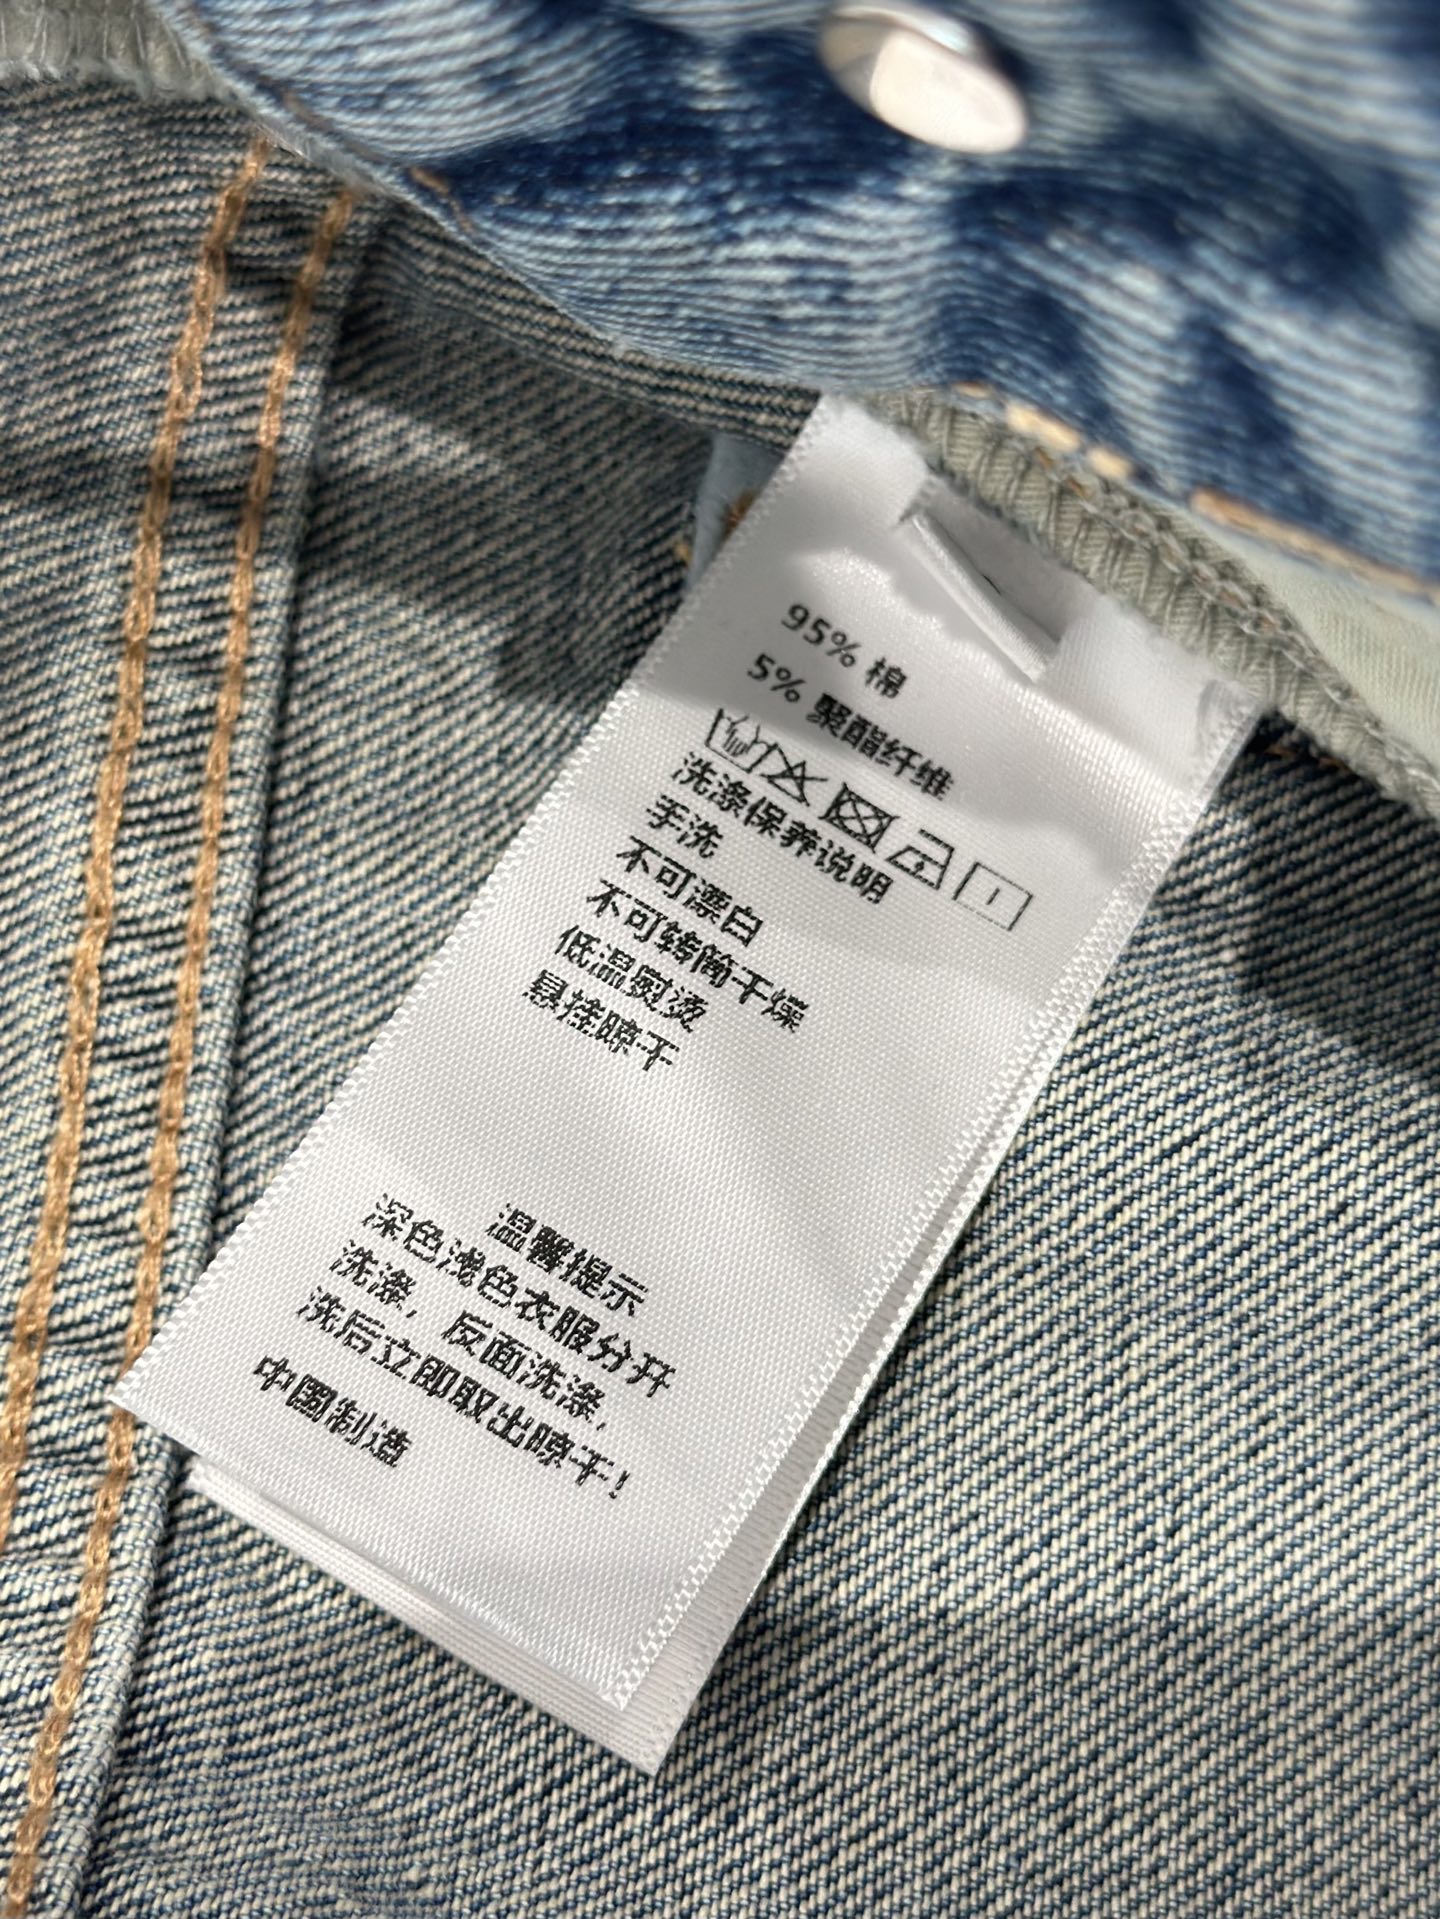 95% 棉
5% 聚酯纤维
洗涤保养说明
手洗
不可漂白
不可转筒干燥
低温熨烫
悬挂晾干
温馨提示
深色浅色衣服分开
洗涤，反面洗涤，
洗后立即取出晾干！
中国制造